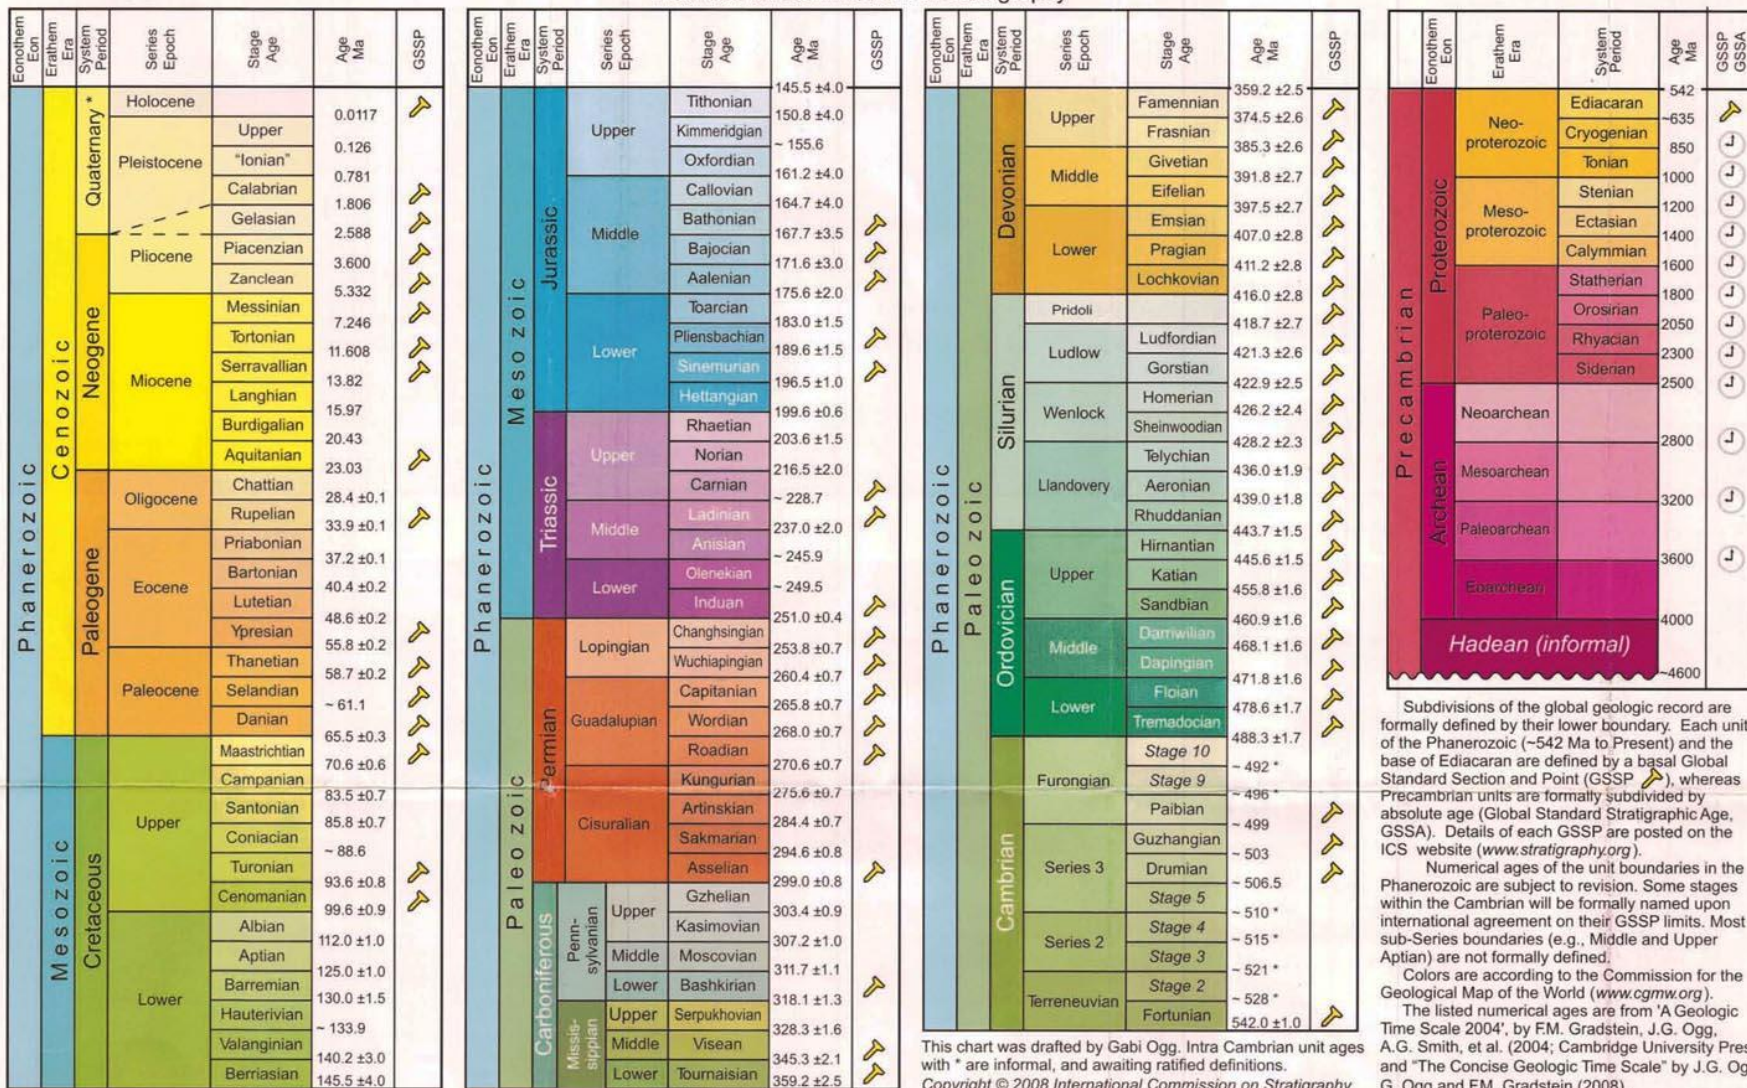 Eonothem Eon
Erathem Era
System Period
Series Epoch
Stage Age
Age Ma
GSSP
Phanerozoic
Cenozoic
Quaternary *
Holocene
0.0117
Pleistocene
Upper
0.126
"Ionian"
0.781
Calabrian
1.806
Gelasian
2.588
Neogene
Pliocene
Piacenzian
3.600
Zanclean
5.332
Miocene
Messinian
7.246
Tortonian
11.608
Serravallian
13.82
Langhian
15.97
Burdigalian
20.43
Aquitanian
23.03
Paleogene
Oligocene
Chattian
28.4 ±0.1
Rupelian
33.9 ±0.1
Eocene
Priabonian
37.2 ±0.1
Bartonian
40.4 ±0.2
Lutetian
48.6 ±0.2
Ypresian
55.8 ±0.2
Paleocene
Thanetian
58.7 ±0.2
Selandian
~ 61.1
Danian
65.5 ±0.3
Mesozoic
Cretaceous
Upper
Maastrichtian
70.6 ±0.6
Campanian
83.5 ±0.7
Santonian
85.8 ±0.7
Coniacian
~ 88.6
Turonian
93.6 ±0.8
Cenomanian
99.6 ±0.9
Lower
Albian
112.0 ±1.0
Aptian
125.0 ±1.0
Barremian
130.0 ±1.5
Hauterivian
~ 133.9
Valanginian
140.2 ±3.0
Berriasian
145.5 ±4.0
Eonothem Eon
Erathem Era
System Period
Series Epoch
Stage Age
Age Ma
GSSP
145.5 ±4.0
Phanerozoic
Mesozoic
Jurassic
Upper
Tithonian
150.8 ±4.0
Kimmeridgian
~ 155.6
Oxfordian
161.2 ±4.0
Middle
Callovian
164.7 ±4.0
Bathonian
167.7 ±3.5
Bajocian
171.6 ±3.0
Aalenian
175.6 ±2.0
Lower
Toarcian
183.0 ±1.5
Pliensbachian
189.6 ±1.5
Sinemurian
196.5 ±1.0
Hettangian
199.6 ±0.6
Triassic
Upper
Rhaetian
203.6 ±1.5
Norian
216.5 ±2.0
Carnian
~ 228.7
Middle
Ladinian
237.0 ±2.0
Anisian
~ 245.9
Lower
Olenekian
~ 249.5
Induan
251.0 ±0.4
Paleozoic
Permian
Lopingian
Changhsingian
253.8 ±0.7
Wuchiapingian
260.4 ±0.7
Guadalupian
Capitanian
265.8 ±0.7
Wordian
268.0 ±0.7
Roadian
270.6 ±0.7
Cisuralian
Kungurian
275.6 ±0.7
Artinskian
284.4 ±0.7
Sakmarian
294.6 ±0.8
Asselian
299.0 ±0.8
Carboniferous
Penn-
sylvanian
Upper
Gzhelian
303.4 ±0.9
Kasimovian
307.2 ±1.0
Middle
Moscovian
311.7 ±1.1
Lower
Bashkirian
318.1 ±1.3
Missis-
sippian
Upper
Serpukhovian
328.3 ±1.6
Middle
Visean
345.3 ±2.1
Lower
Tournaisian
359.2 ±2.5
Eonothem Eon
Erathem Era
System Period
Series Epoch
Stage Age
Age Ma
GSSP
359.2 ±2.5
Phanerozoic
Paleozoic
Devonian
Upper
Famennian
374.5 ±2.6
Frasnian
385.3 ±2.6
Middle
Givetian
391.8 ±2.7
Eifelian
397.5 ±2.7
Lower
Emsian
407.0 ±2.8
Pragian
411.2 ±2.8
Lochkovian
416.0 ±2.8
Silurian
Pridoli
418.7 ±2.7
Ludlow
Ludfordian
421.3 ±2.6
Gorstian
422.9 ±2.5
Wenlock
Homerian
426.2 ±2.4
Sheinwoodian
428.2 ±2.3
Llandovery
Telychian
436.0 ±1.9
Aeronian
439.0 ±1.8
Rhuddanian
443.7 ±1.5
Ordovician
Upper
Hirnantian
445.6 ±1.5
Katian
455.8 ±1.6
Sandbian
460.9 ±1.6
Middle
Darriwilian
468.1 ±1.6
Dapingian
471.8 ±1.6
Lower
Floian
478.6 ±1.7
Tremadocian
488.3 ±1.7
Cambrian
Furongian
Stage 10
~ 492 *
Stage 9
~ 496 *
Paibian
~ 499
Series 3
Guzhangian
~ 503
Drumian
~ 506.5
Stage 5
~ 510 *
Series 2
Stage 4
~ 515 *
Stage 3
~ 521 *
Terreneuvian
Stage 2
~ 528 *
Fortunian
542.0 ±1.0
This chart was drafted by Gabi Ogg. Intra Cambrian unit ages
with * are informal, and awaiting ratified definitions.
Copyright © 2008 International Commission on Stratigraphy
Eonothem Eon
Erathem Era
System Period
Age Ma
GSSP GSSA
542
Precambrian
Proterozoic
Neo-
proterozoic
Ediacaran
~635
Cryogenian
850
Tonian
1000
Meso-
proterozoic
Stenian
1200
Ectasian
1400
Calymmian
1600
Paleo-
proterozoic
Statherian
1800
Orosirian
2050
Rhyacian
2300
Siderian
2500
Archean
Neoarchean
2800
Mesoarchean
3200
Paleoarchean
3600
Eoarchean
4000
Hadean (informal)
~4600
Subdivisions of the global geologic record are
formally defined by their lower boundary. Each unit
of the Phanerozoic (~542 Ma to Present) and the
base of Ediacaran are defined by a basal Global
Standard Section and Point (GSSP ), whereas
Precambrian units are formally subdivided by
absolute age (Global Standard Stratigraphic Age,
GSSA). Details of each GSSP are posted on the
ICS website (www.stratigraphy.org).
Numerical ages of the unit boundaries in the
Phanerozoic are subject to revision. Some stages
within the Cambrian will be formally named upon
international agreement on their GSSP limits. Most
sub-Series boundaries (e.g., Middle and Upper
Aptian) are not formally defined.
Colors are according to the Commission for the
Geological Map of the World (www.cgmw.org).
The listed numerical ages are from 'A Geologic
Time Scale 2004', by F.M. Gradstein, J.G. Ogg,
A.G. Smith, et al. (2004; Cambridge University Pres
and "The Concise Geologic Time Scale" by J.G. Og
G. Ogg and F.M. Gradstein (2008).